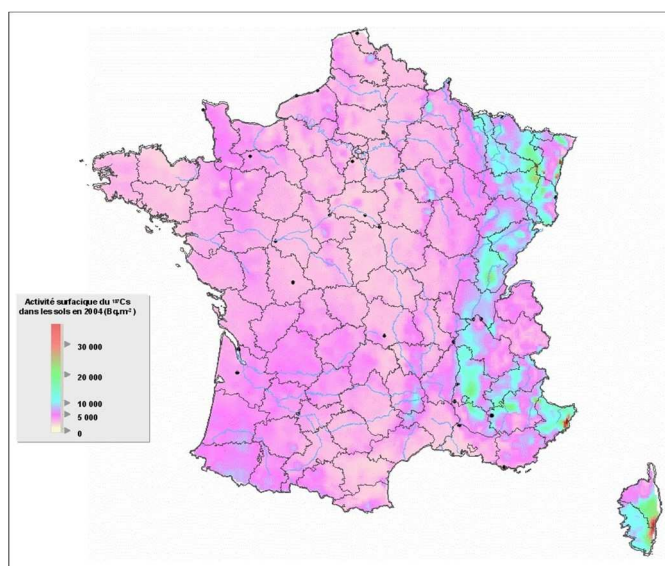 Activité surfacique du ¹³⁷Cs
dans les sols en 2004 (Bq.m⁻²)
30 000
20 000
10 000
5 000
0